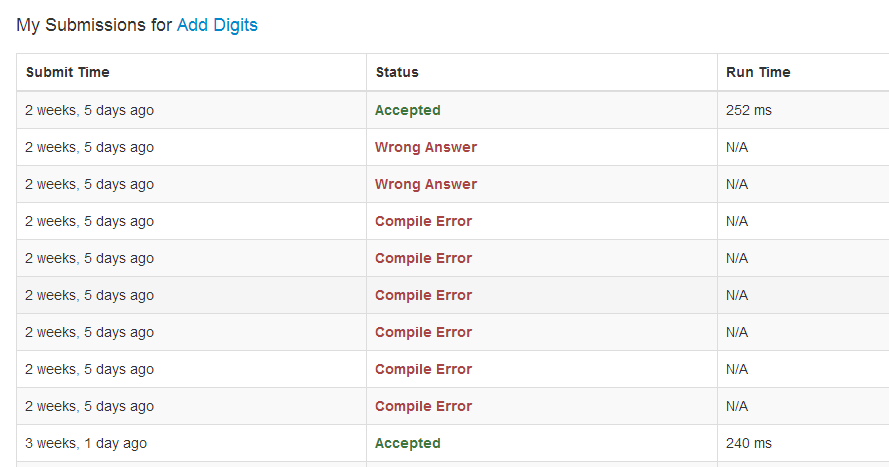 My Submissions for Add Digits
Submit Time Status Run Time
2 weeks, 5 days ago Accepted 252 ms
2 weeks, 5 days ago Wrong Answer N/A
2 weeks, 5 days ago Wrong Answer N/A
2 weeks, 5 days ago Compile Error N/A
2 weeks, 5 days ago Compile Error N/A
2 weeks, 5 days ago Compile Error N/A
2 weeks, 5 days ago Compile Error N/A
2 weeks, 5 days ago Compile Error N/A
2 weeks, 5 days ago Compile Error N/A
3 weeks, 1 day ago Accepted 240 ms